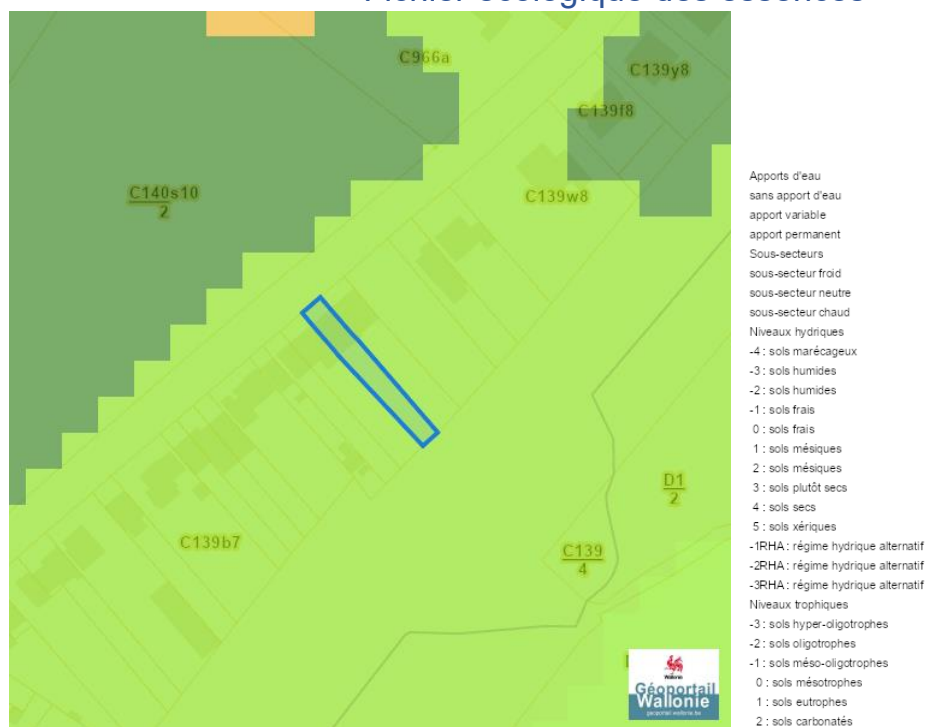 Fichier écologique des essences
C966a
C139y8
C139f8
C140s10
2
C139w8
D1
2
C139b7
C139
4
Wallonie
Géoportail
Wallonie
geoportail.wallonie.be
Apports d'eau
sans apport d'eau
apport variable
apport permanent
Sous-secteurs
sous-secteur froid
sous-secteur neutre
sous-secteur chaud
Niveaux hydriques
-4 : sols marécageux
-3 : sols humides
-2 : sols humides
-1 : sols frais
0 : sols frais
1 : sols mésiques
2 : sols mésiques
3 : sols plutôt secs
4 : sols secs
5 : sols xériques
-1RHA : régime hydrique alternatif
-2RHA : régime hydrique alternatif
-3RHA : régime hydrique alternatif
Niveaux trophiques
-3 : sols hyper-oligotrophes
-2 : sols oligotrophes
-1 : sols méso-oligotrophes
0 : sols mésotrophes
1 : sols eutrophes
2 : sols carbonatés